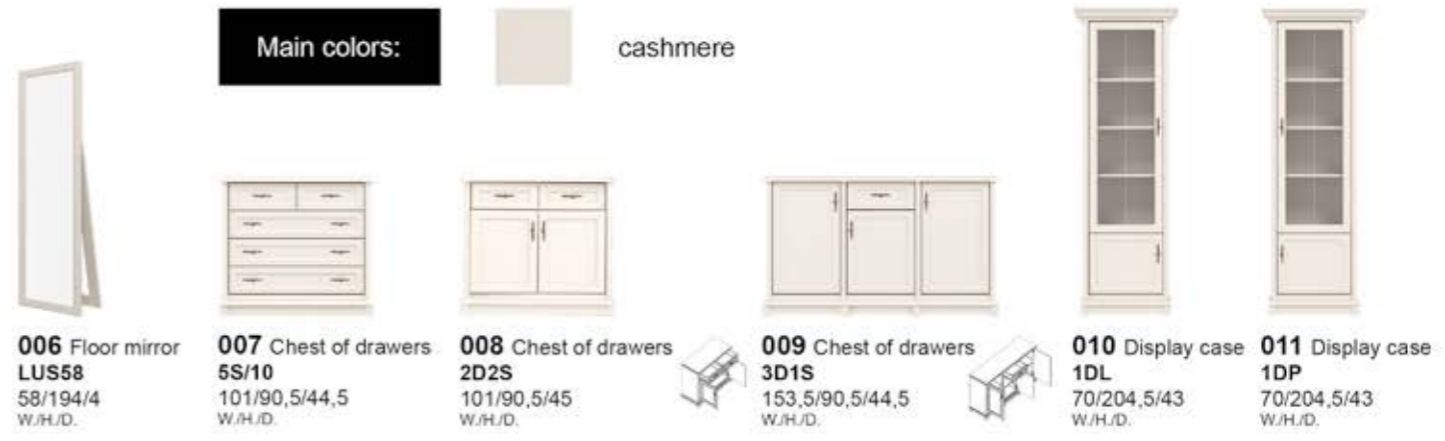 Main colors:
cashmere
006 Floor mirror
LUS58
58/194/4
W./H./D.
007 Chest of drawers
5S/10
101/90,5/44,5
W./H./D.
008 Chest of drawers
2D2S
101/90,5/45
W./H./D.
009 Chest of drawers
3D1S
153,5/90,5/44,5
W./H./D.
010 Display case
1DL
70/204,5/43
W./H./D.
011 Display case
1DP
70/204,5/43
W./H./D.